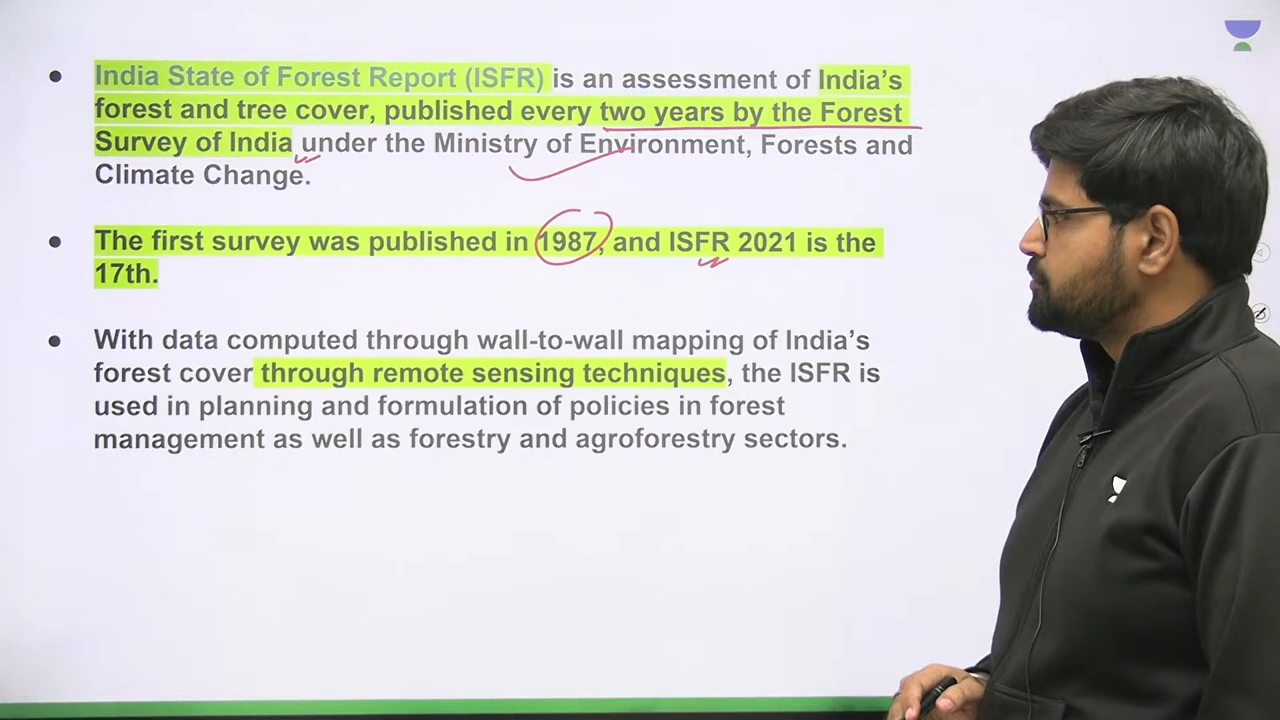 India State of Forest Report (ISFR) is an assessment of India's
forest and tree cover, published every two years by the Forest
Survey of India under the Ministry of Environment, Forests and
Climate Change.
The first survey was published in 1987, and ISFR 2021 is the
17th.
With data computed through wall-to-wall mapping of India's
forest cover through remote sensing techniques, the ISFR is
used in planning and formulation of policies in forest
management as well as forestry and agroforestry sectors.